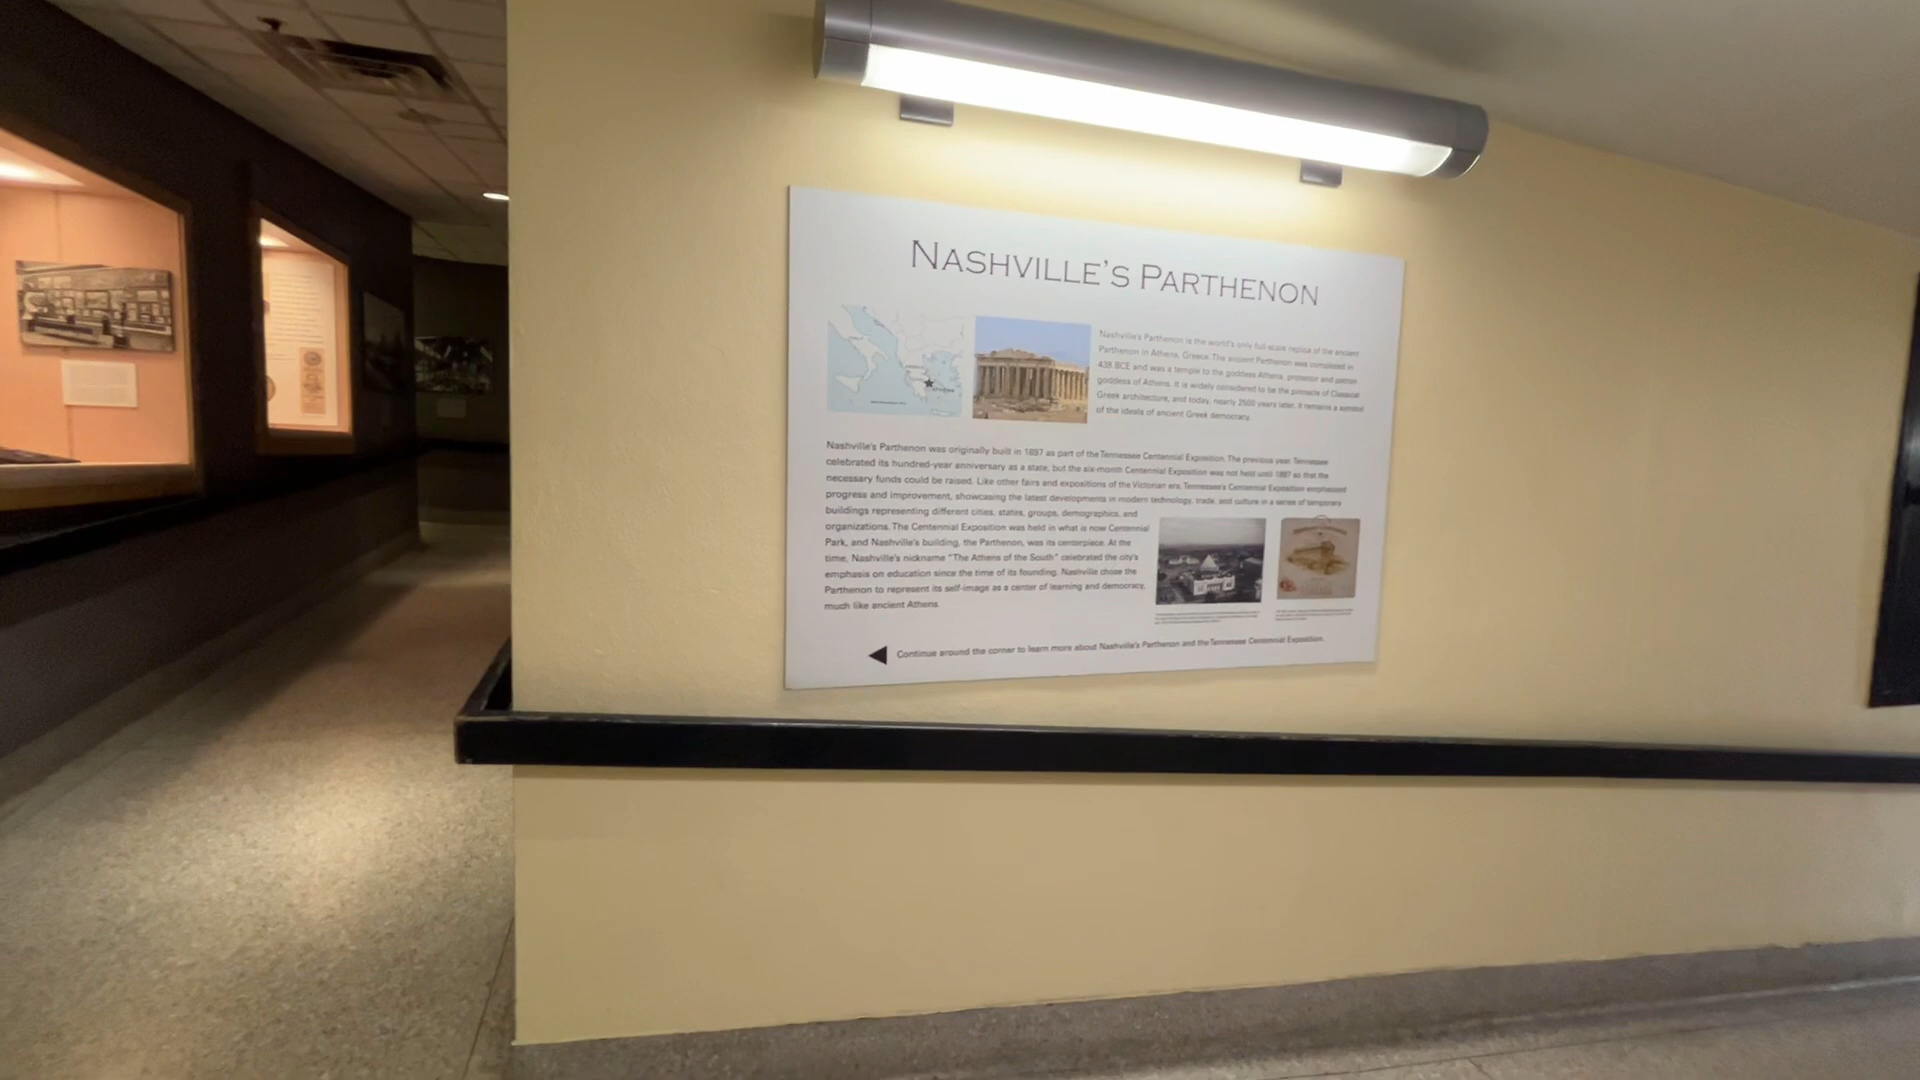 NASHVILLE'S PARTHENON
Nashville's Parthenon is the world's only full-scale replica of the ancient
Parthenon in Athens, Greece. The ancient Parthenon was completed in
438 BCE and was a temple to the goddess Athena, protector and patron
goddess of Athens. It is widely considered to be the pinnacle of Classical
Greek architecture, and today, nearly 2500 years later, it remains a symbol
of the ideals of ancient Greek democracy.
Nashville's Parthenon was originally built in 1897 as part of the Tennessee Centennial Exposition. The previous year, Tennessee
celebrated its hundred-year anniversary as a state, but the six-month Centennial Exposition was not held until 1897 so that the
necessary funds could be raised. Like other fairs and expositions of the Victorian era, Tennessee's Centennial Exposition emphasized
progress and improvement, showcasing the latest developments in modern technology, trade, and culture in a series of temporary
buildings representing different cities, states, groups, demographics, and
organizations. The Centennial Exposition was held in what is now Centennial
Park, and Nashville's building, the Parthenon, was its centerpiece. At the
time, Nashville's nickname "The Athens of the South" celebrated the city's
emphasis on education since the time of its founding. Nashville chose the
Parthenon to represent its self-image as a center of learning and democracy,
much like ancient Athens.
Continue around the corner to learn more about Nashville's Parthenon and the Tennessee Centennial Exposition.